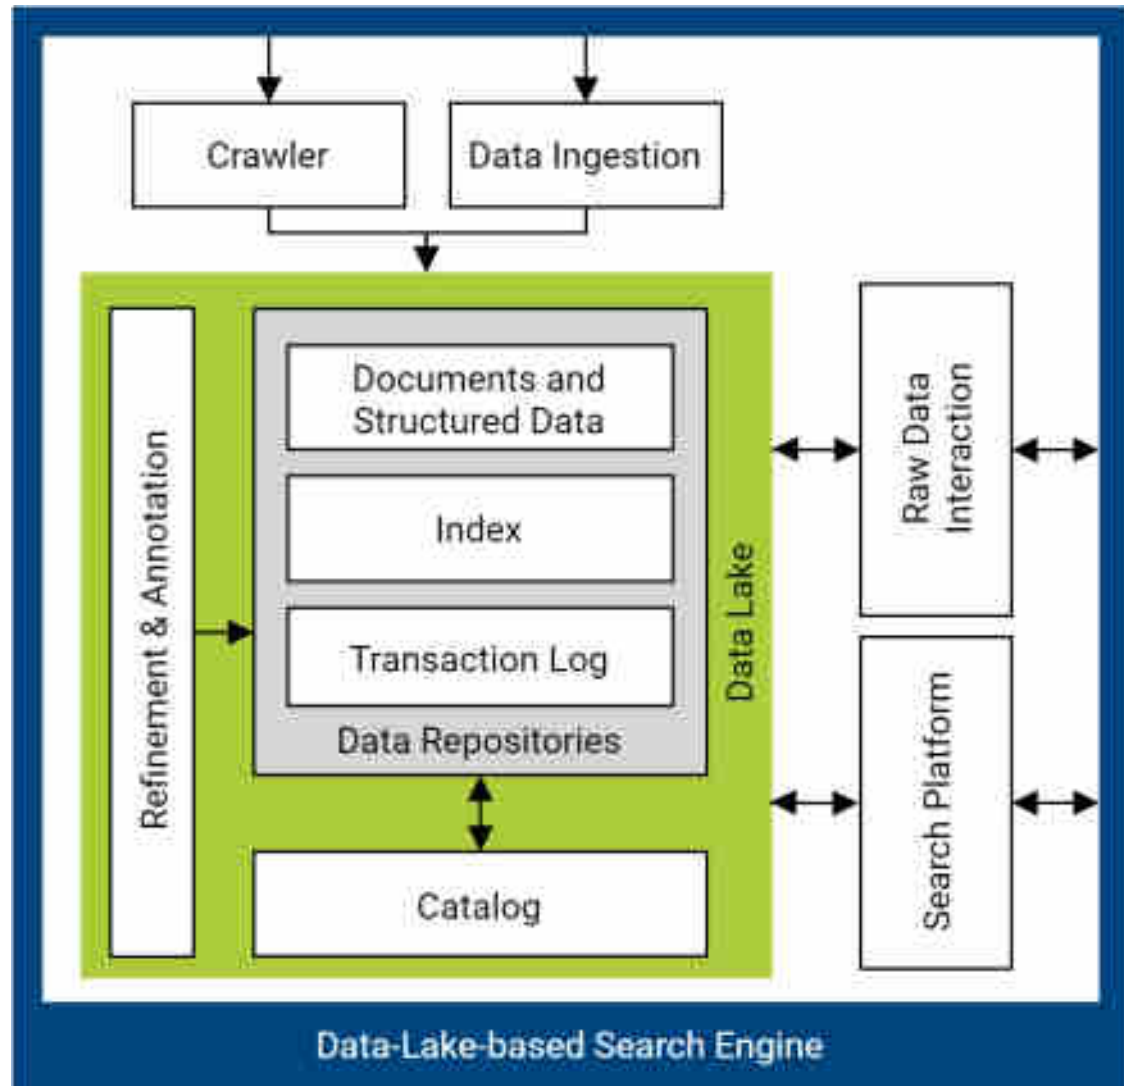 Crawler
Data Ingestion
Refinement & Annotation
Documents and
Structured Data
Index
Transaction Log
Data Repositories
Catalog
Data Lake
Raw Data
Interaction
Search Platform
Data-Lake-based Search Engine